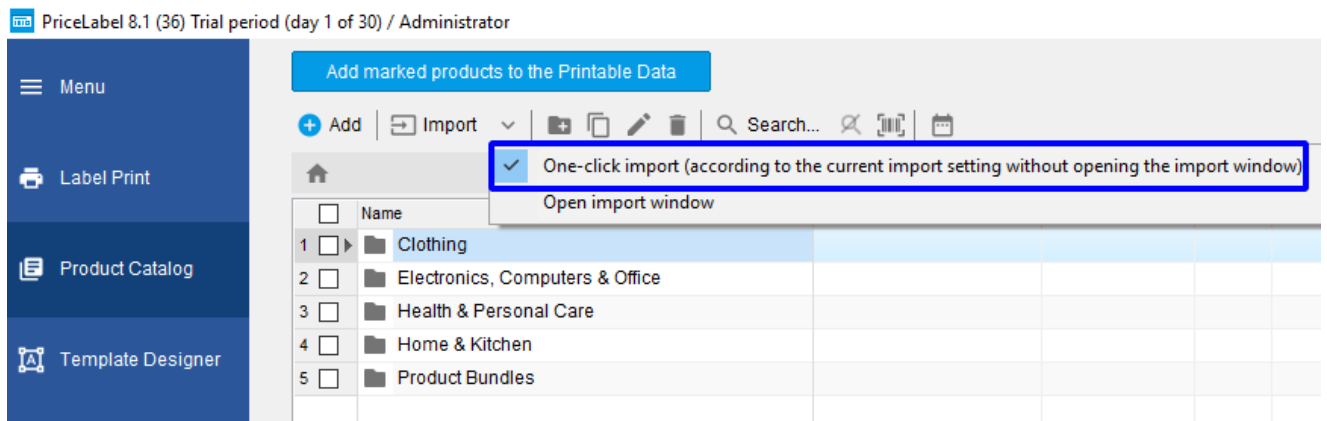 PriceLabel 8.1 (36) Trial period (day 1 of 30) / Administrator
Menu
Add marked products to the Printable Data
Add Import Search...
Label Print
One-click import (according to the current import setting without opening the import window)
Open import window
Name
1 Clothing
Product Catalog
2 Electronics, Computers & Office
3 Health & Personal Care
4 Home & Kitchen
Template Designer
5 Product Bundles